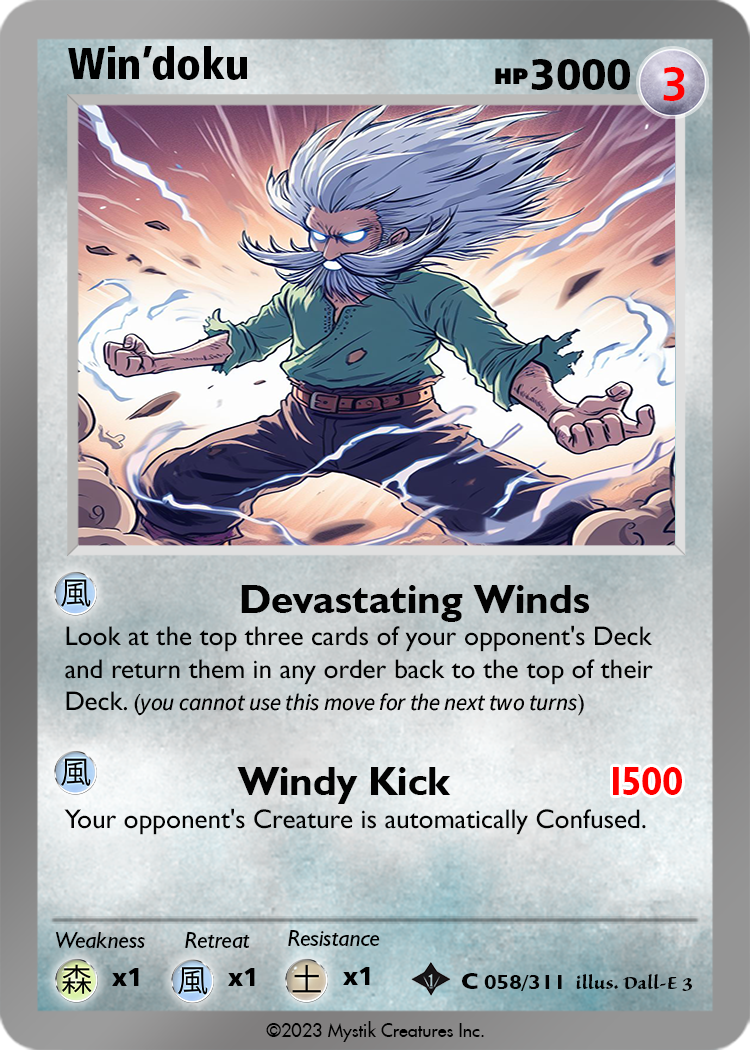 Win’doku
HP3000
3
風
Devastating Winds
Look at the top three cards of your opponent's Deck
and return them in any order back to the top of their
Deck. (you cannot use this move for the next two turns)
風
Windy Kick
1500
Your opponent's Creature is automatically Confused.
Weakness Retreat Resistance
森 x1 風 x1 土 x1 1 C 058/311 illus. Dall-E 3
©2023 Mystik Creatures Inc.